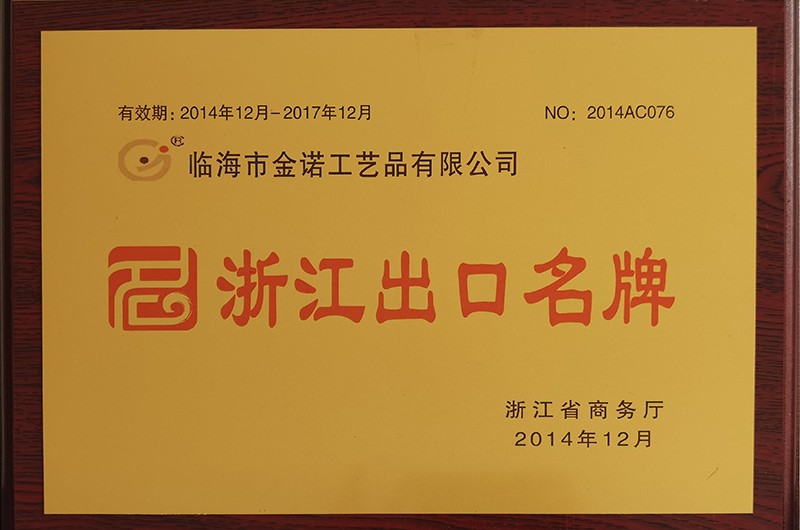 有效期: 2014年12月-2017年12月 NO: 2014AC076
® 临海市金诺工艺品有限公司
浙江出口名牌
浙江省商务厅
2014年12月